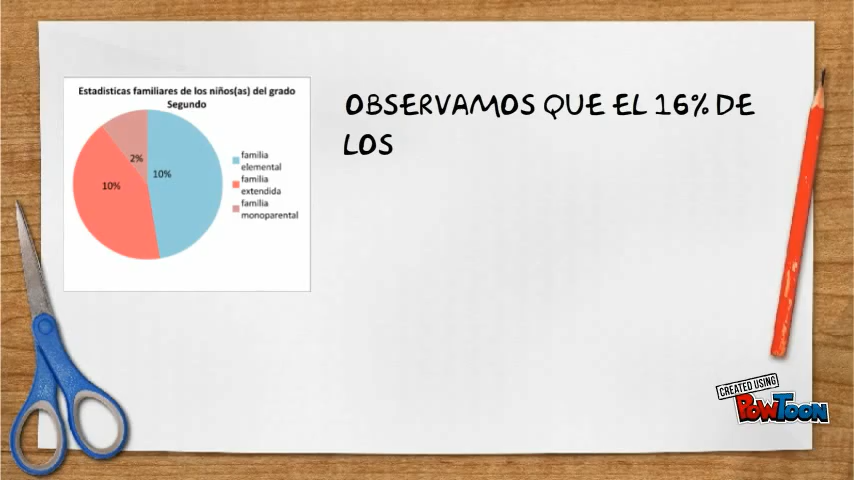 Estadísticas familiares de los niños(as) del grado
Segundo
2%
10%
10%
familia
elemental
familia
extendida
familia
monoparental
OBSERVAMOS QUE EL 16% DE
LOS
CREATED USING
POWTOON